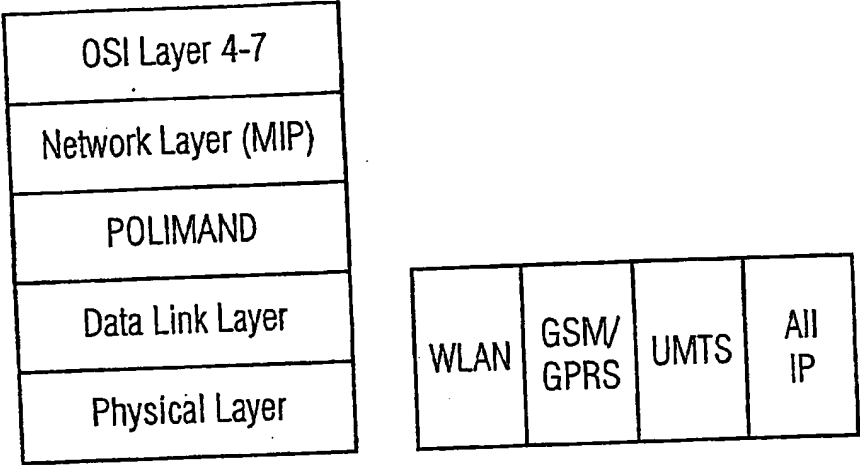 OSI Layer 4-7
Network Layer (MIP)
POLIMAND
Data Link Layer
Physical Layer
WLAN
GSM/
GPRS
UMTS
All
IP